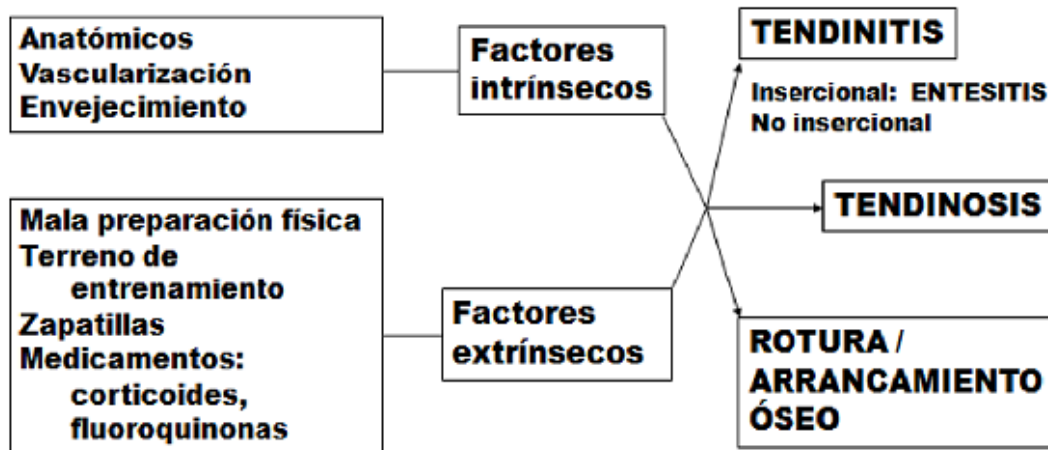 Anatómicos
Vascularización
Envejecimiento
Factores
intrínsecos
TENDINITIS
Insercional: ENTESITIS
No insercional
TENDINOSIS
Mala preparación física
Terreno de
entrenamiento
Zapatillas
Medicamentos:
corticoides,
fluoroquinonas
Factores
extrínsecos
ROTURA /
ARRANCAMIENTO
ÓSEO